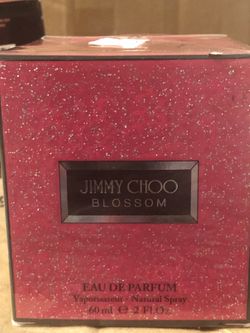 JIMMY CHOO
BLOSSOM
EAU DE PARFUM
Vaporisateur - Natural Spray
60 ml ℮ 2 Fl.Oz.